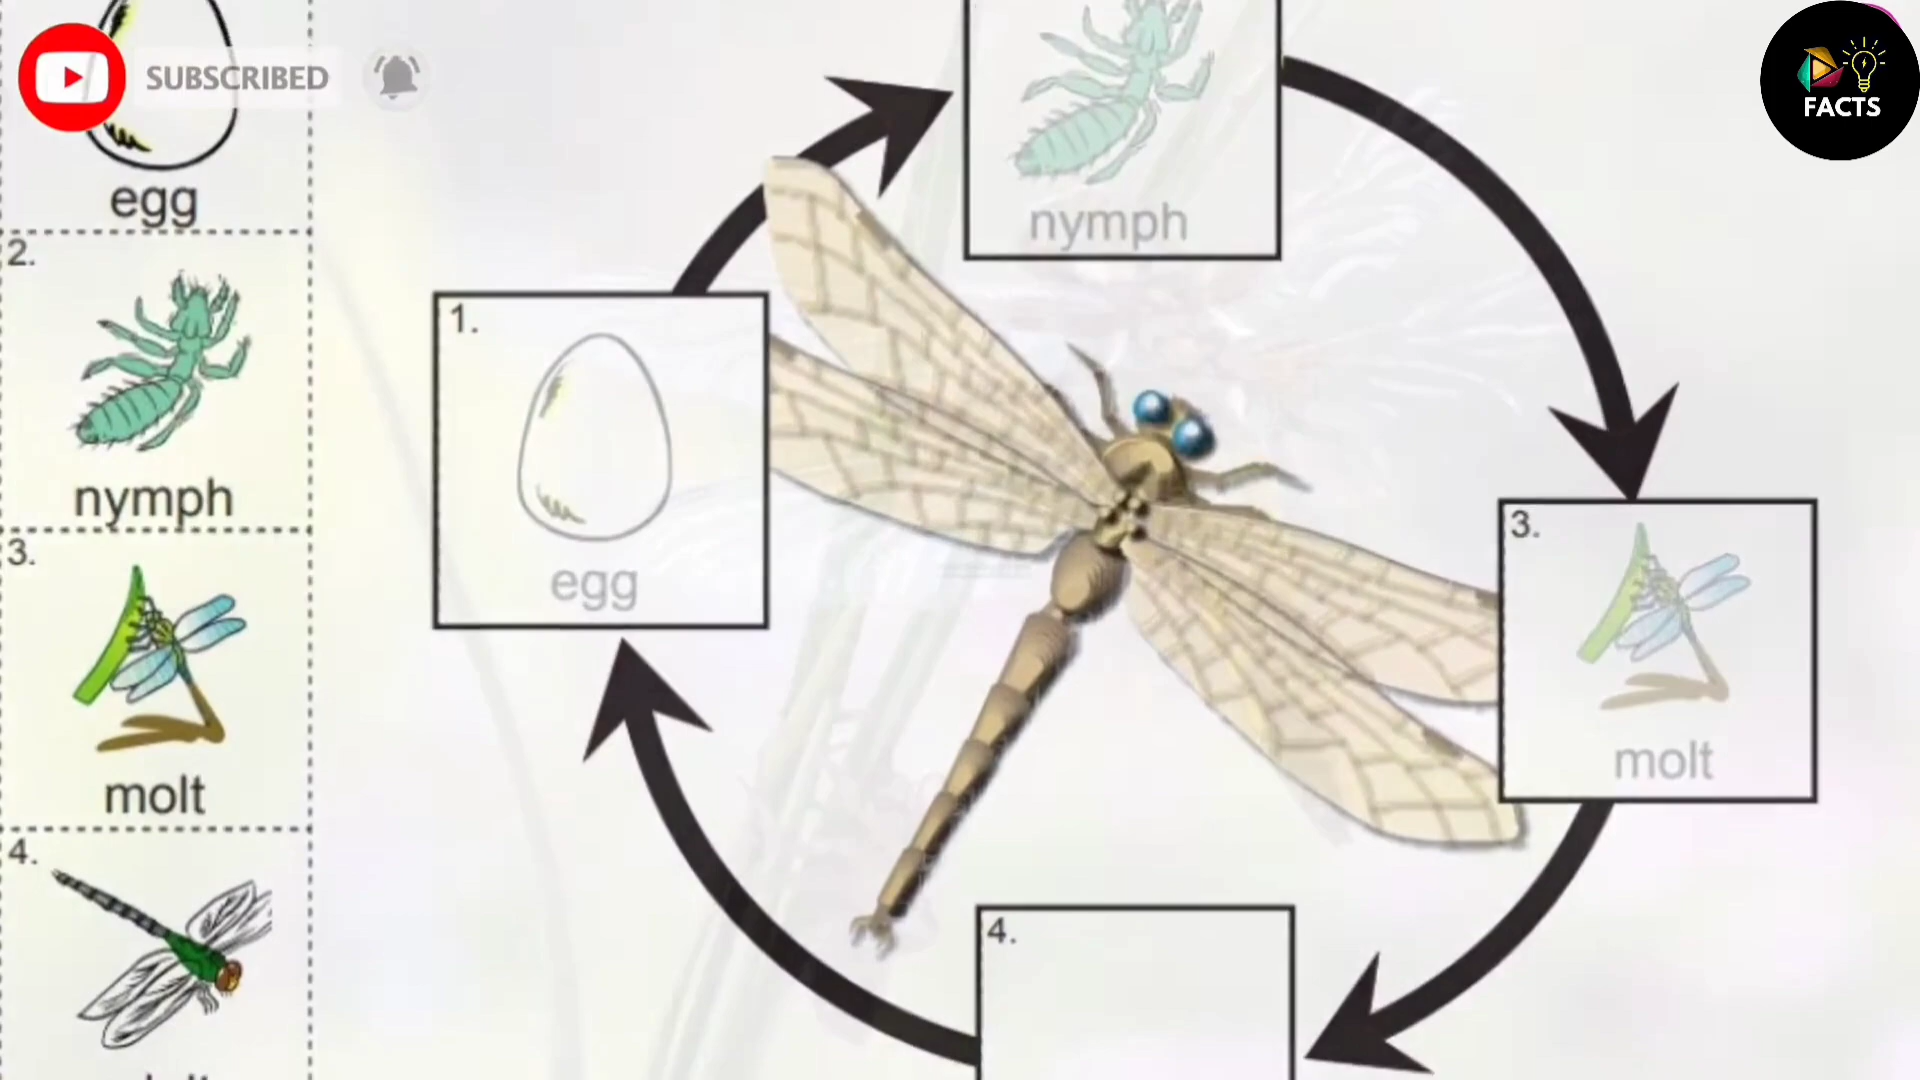 SUBSCRIBED
FACTS
egg
2.
nymph
3.
molt
4.
nymph
1.
egg
3.
molt
4.